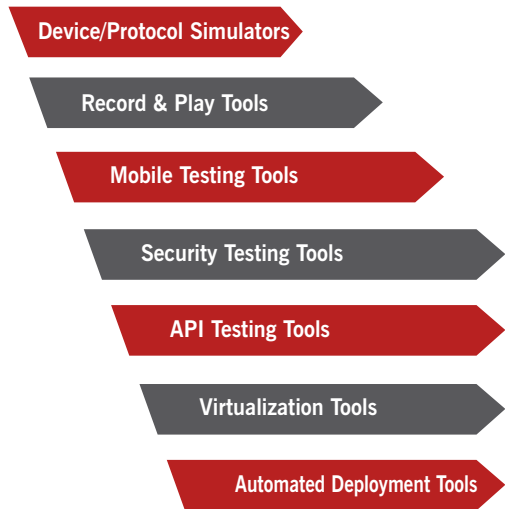 Device/Protocol Simulators
Record & Play Tools
Mobile Testing Tools
Security Testing Tools
API Testing Tools
Virtualization Tools
Automated Deployment Tools